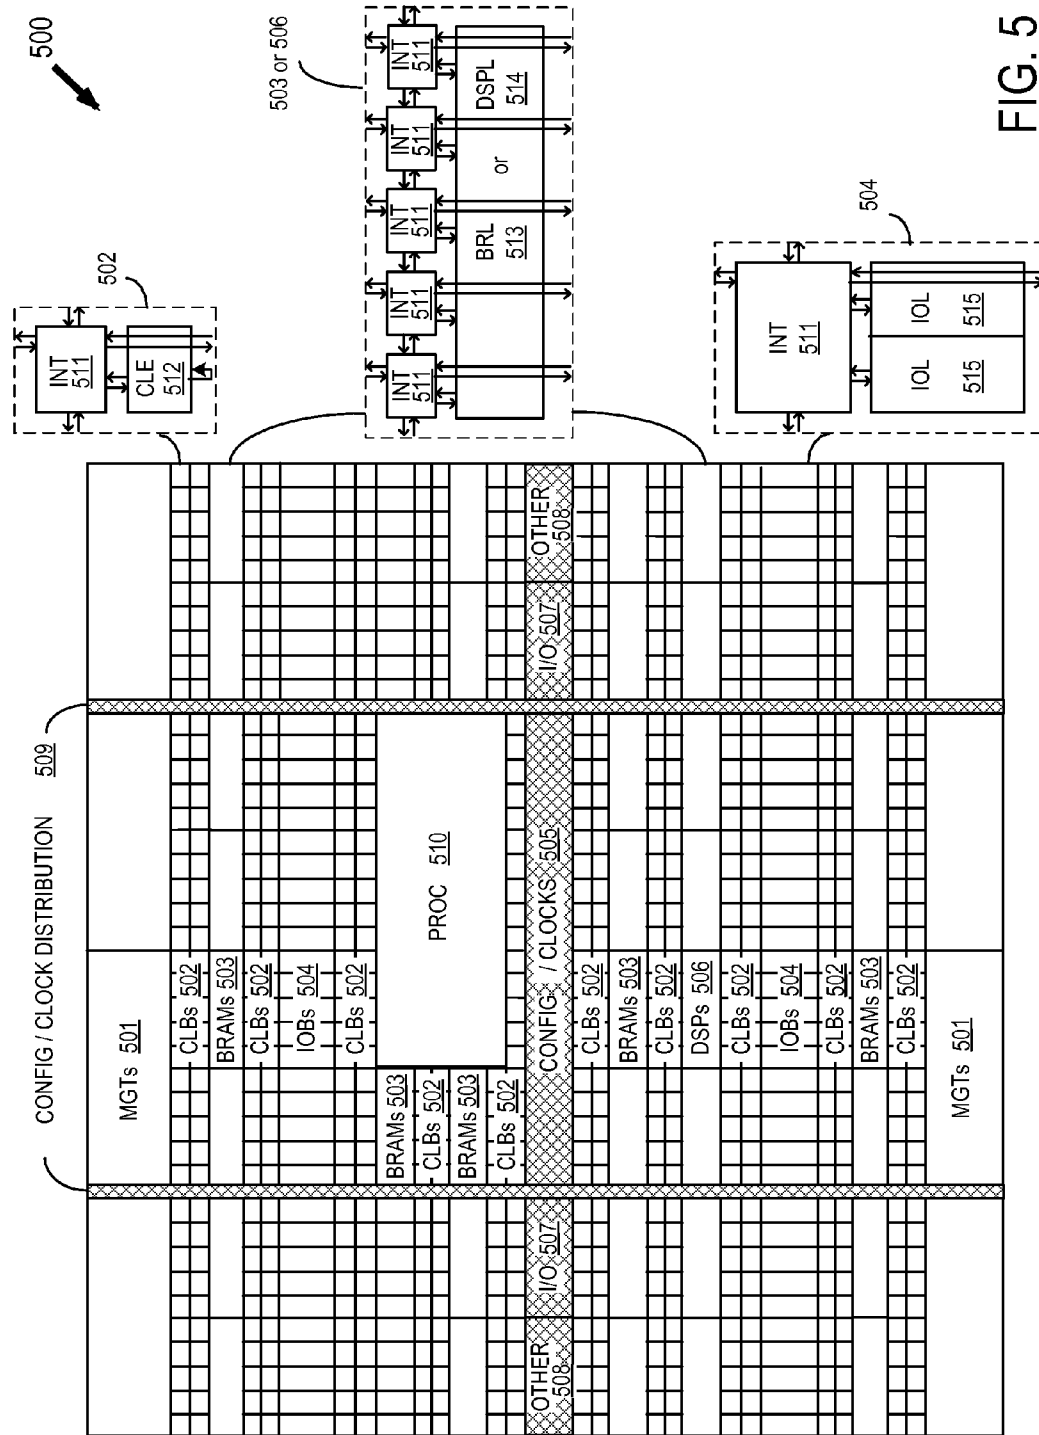 500
CONFIG / CLOCK DISTRIBUTION 509
MGTs 501
CLBs 502
BRAMs 503
CLBs 502
IOBs 504
CLBs 502
BRAMs 503
CLBs 502
BRAMs 503
CLBs 502
PROC 510
OTHER
508
I/O 507
CONFIG / CLOCKS 505
I/O 507
OTHER
508
CLBs 502
BRAMs 503
CLBs 502
DSPs 506
CLBs 502
IOBs 504
CLBs 502
BRAMs 503
CLBs 502
MGTs 501
502
INT
511
CLE
512
503 or 506
INT
511
INT
511
INT
511
INT
511
INT
511
BRL
513
or
DSPL
514
504
INT
511
IOL
515
IOL
515
FIG. 5